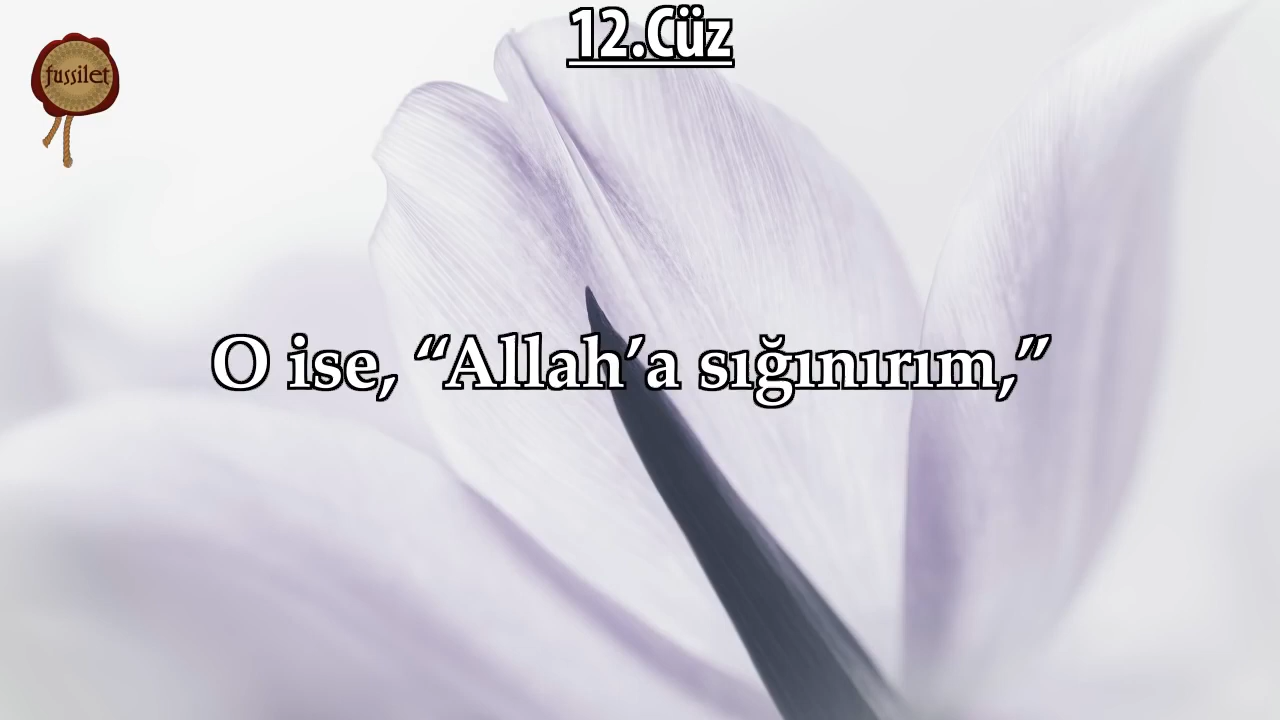 12.Cüz
fussilet
O ise, “Allah’a sığınırım,”